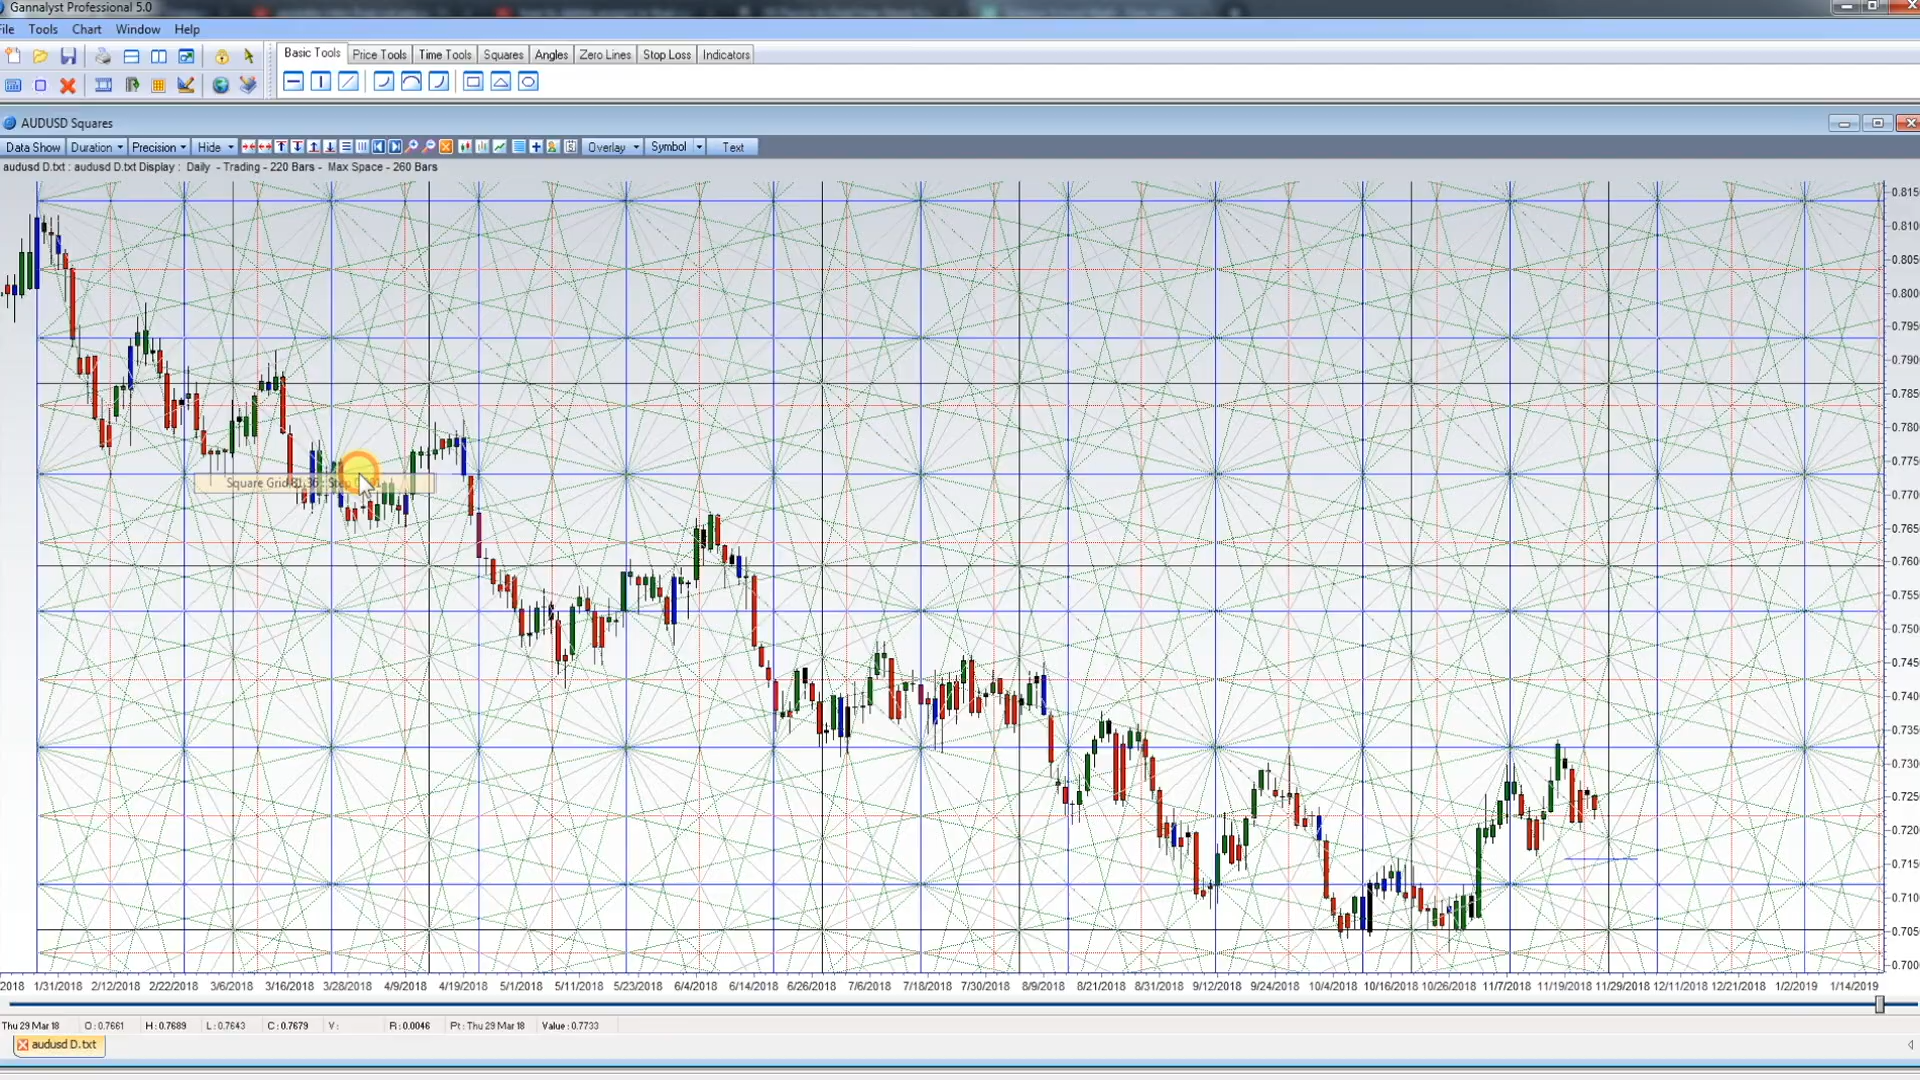 Gannalyst Professional 5.0
File Tools Chart Window Help
Basic Tools Price Tools Time Tools Squares Angles Zero Lines Stop Loss Indicators
AUDUSD Squares
Data Show Duration Precision Hide Overlay Symbol Text
audusd D.txt : audusd D.txt Display : Daily - Trading - 220 Bars - Max Space - 260 Bars
0.815
0.810
0.805
0.800
0.795
0.790
0.785
0.780
0.775
0.770
0.765
0.760
0.755
0.750
0.745
0.740
0.735
0.730
0.725
0.720
0.715
0.710
0.705
0.700
Square Grid
2018 1/31/2018 2/12/2018 2/22/2018 3/6/2018 3/16/2018 3/28/2018 4/9/2018 4/19/2018 5/1/2018 5/11/2018 5/23/2018 6/4/2018 6/14/2018 6/26/2018 7/6/2018 7/18/2018 7/30/2018 8/9/2018 8/21/2018 8/31/2018 9/12/2018 9/24/2018 10/4/2018 10/16/2018 10/26/2018 11/7/2018 11/19/2018 11/29/2018 12/11/2018 12/21/2018 1/2/2019 1/14/2019
Thu 29 Mar 18 O : 0.7661 H : 0.7689 L : 0.7643 C : 0.7679 V : R : 0.0046 Pt : Thu 29 Mar 18 Value : 0.7733
audusd D.txt